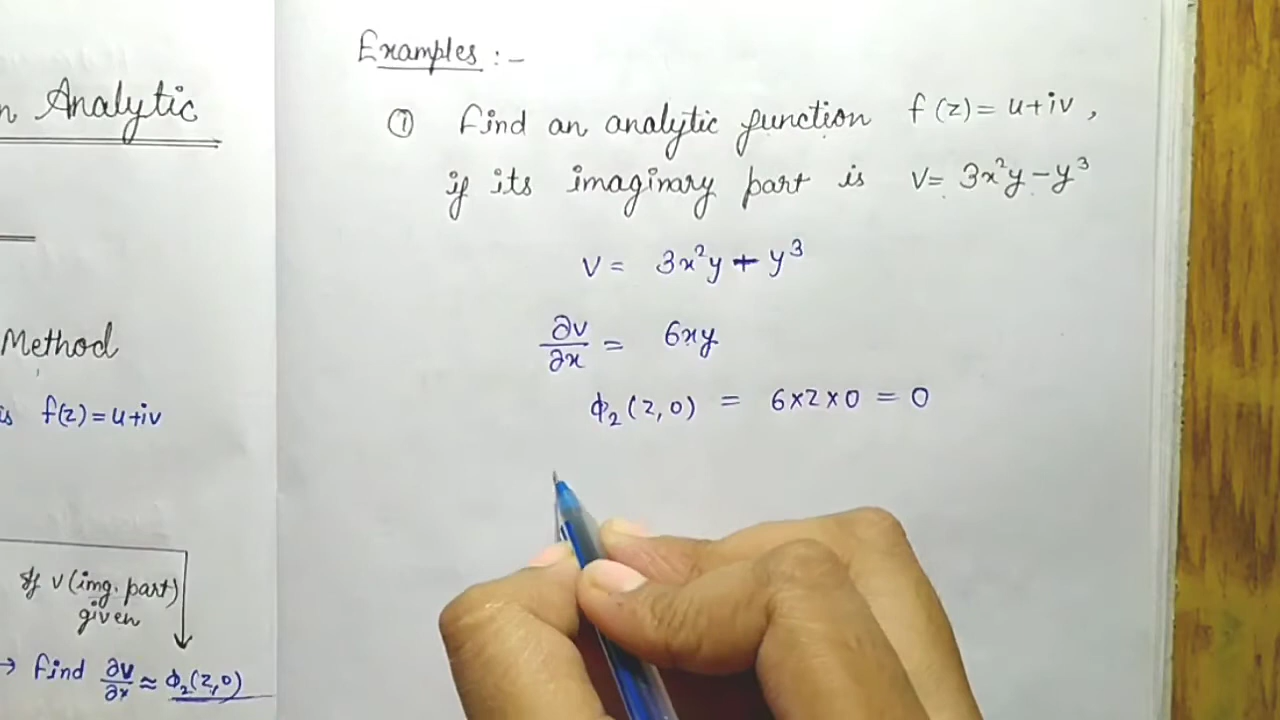 n Analytic
Method
is f(z)=u+iv
If v(img. part)
given
→ find ∂v/∂x ≈ ϕ₂(z,0)
Examples :-
① Find an analytic function f(z)= u+iv ,
if its imaginary part is v= 3x²y-y³
v = 3x²y + y³
∂v/∂x = 6xy
ϕ₂(z,0) = 6×z×0 = 0